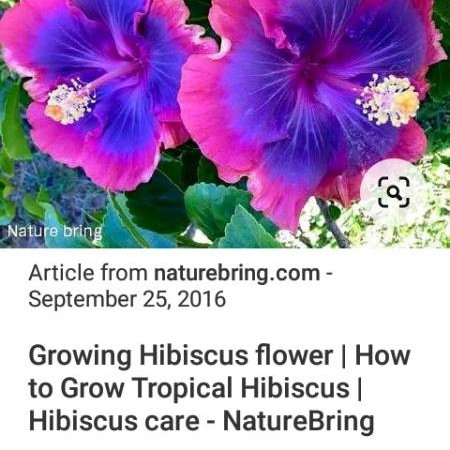 Nature bring
Article from naturebring.com -
September 25, 2016
Growing Hibiscus flower | How
to Grow Tropical Hibiscus |
Hibiscus care - NatureBring